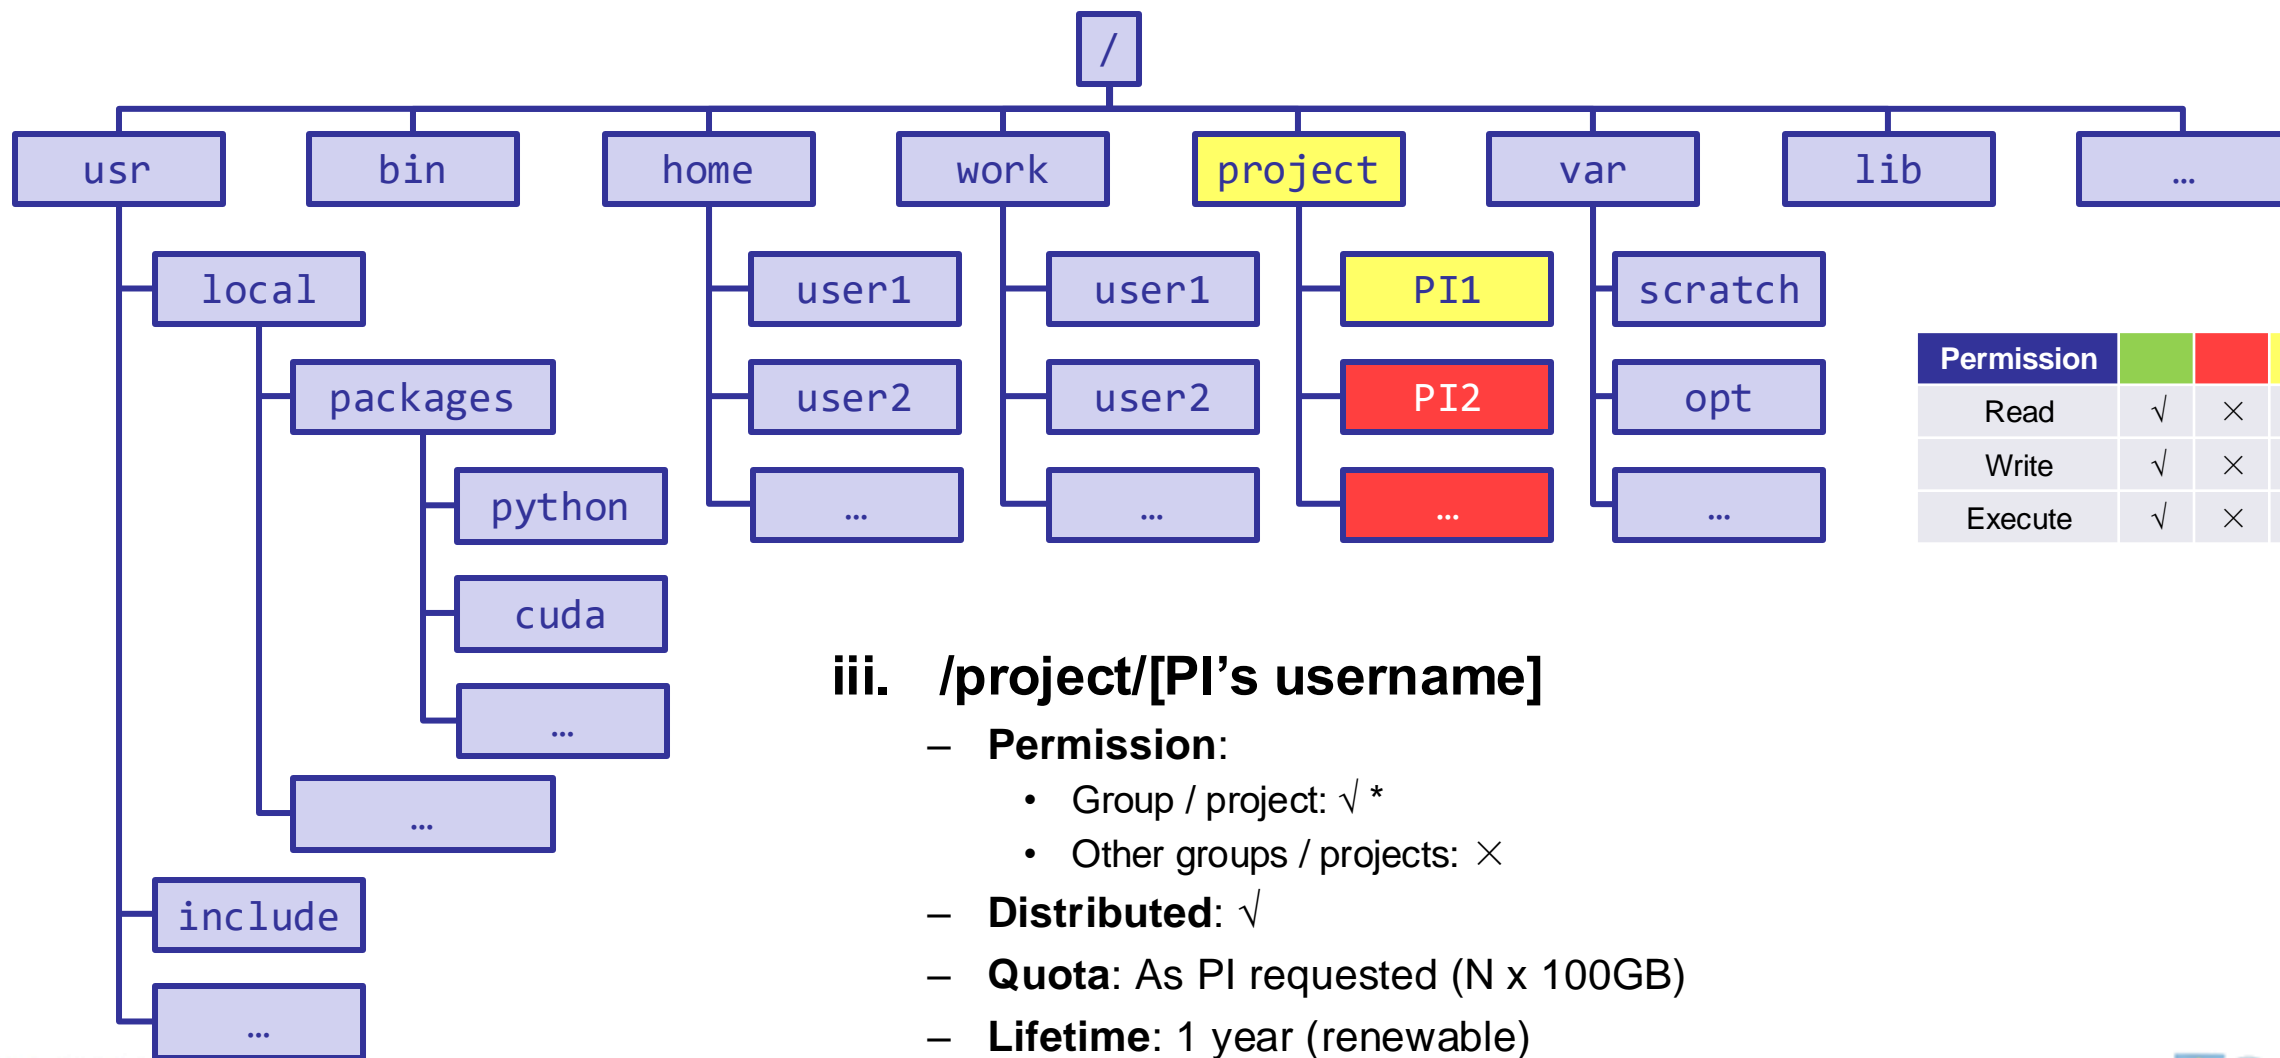 /
usr bin home work project var lib …
local user1 user1 PI1 scratch
packages user2 user2 PI2 opt
python … … … …
cuda
…
…
include
…
Permission
Read √ ×
Write √ ×
Execute √ ×
iii. /project/[PI’s username]
– Permission:
• Group / project: √ *
• Other groups / projects: ×
– Distributed: √
– Quota: As PI requested (N x 100GB)
– Lifetime: 1 year (renewable)